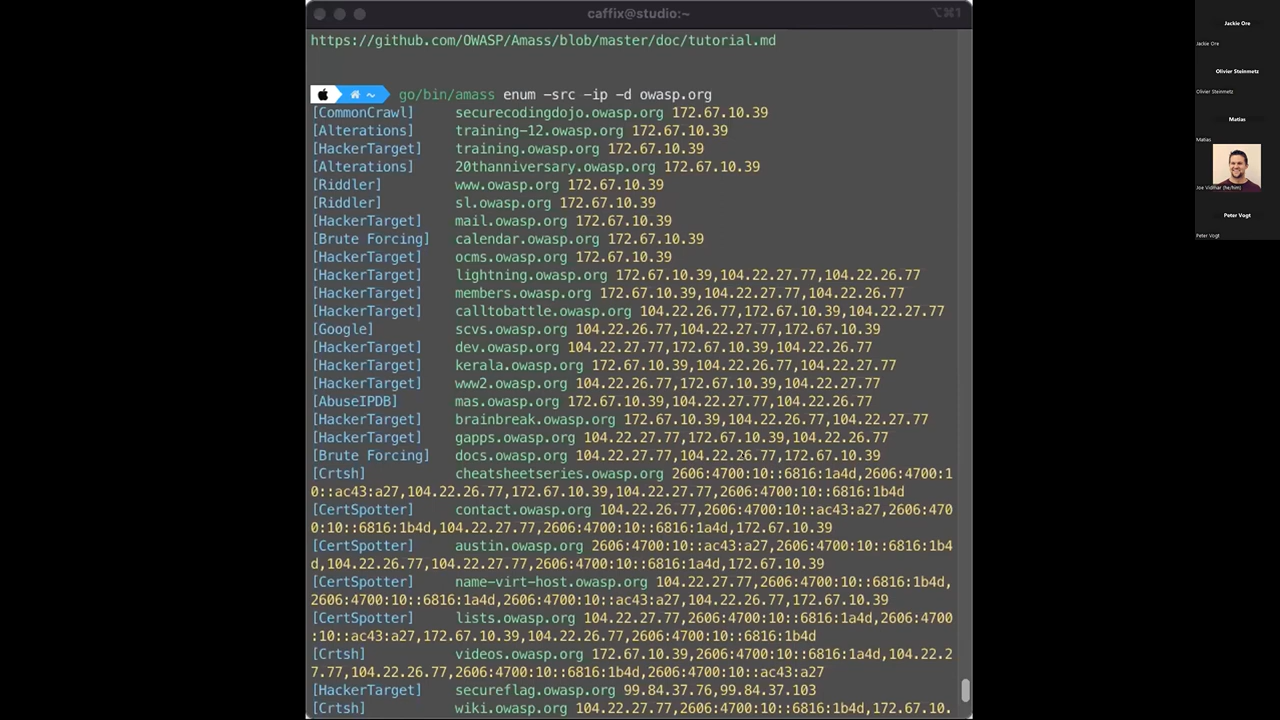 caffix@studio:~
⌥⌘1
https://github.com/OWASP/Amass/blob/master/doc/tutorial.md
~ go/bin/amass enum -src -ip -d owasp.org
[CommonCrawl] securecodingdojo.owasp.org 172.67.10.39
[Alterations] training-12.owasp.org 172.67.10.39
[HackerTarget] training.owasp.org 172.67.10.39
[Alterations] 20thanniversary.owasp.org 172.67.10.39
[Riddler] www.owasp.org 172.67.10.39
[Riddler] sl.owasp.org 172.67.10.39
[HackerTarget] mail.owasp.org 172.67.10.39
[Brute Forcing] calendar.owasp.org 172.67.10.39
[HackerTarget] ocms.owasp.org 172.67.10.39
[HackerTarget] lightning.owasp.org 172.67.10.39,104.22.27.77,104.22.26.77
[HackerTarget] members.owasp.org 172.67.10.39,104.22.27.77,104.22.26.77
[HackerTarget] calltobattle.owasp.org 104.22.26.77,172.67.10.39,104.22.27.77
[Google] scvs.owasp.org 104.22.26.77,104.22.27.77,172.67.10.39
[HackerTarget] dev.owasp.org 104.22.27.77,172.67.10.39,104.22.26.77
[HackerTarget] kerala.owasp.org 172.67.10.39,104.22.26.77,104.22.27.77
[HackerTarget] www2.owasp.org 104.22.26.77,172.67.10.39,104.22.27.77
[AbuseIPDB] mas.owasp.org 172.67.10.39,104.22.27.77,104.22.26.77
[HackerTarget] brainbreak.owasp.org 172.67.10.39,104.22.26.77,104.22.27.77
[HackerTarget] gapps.owasp.org 104.22.27.77,172.67.10.39,104.22.26.77
[Brute Forcing] docs.owasp.org 104.22.26.77,104.22.27.77,172.67.10.39
[Crtsh] cheatsheetseries.owasp.org 2606:4700:10::6816:1a4d,2606:4700:1
0::ac43:a27,104.22.26.77,172.67.10.39,104.22.27.77,2606:4700:10::6816:1b4d
[CertSpotter] contact.owasp.org 104.22.26.77,2606:4700:10::ac43:a27,2606:470
0:10::6816:1b4d,104.22.27.77,2606:4700:10::6816:1a4d,172.67.10.39
[CertSpotter] austin.owasp.org 2606:4700:10::ac43:a27,2606:4700:10::6816:1b4
d,104.22.26.77,104.22.27.77,2606:4700:10::6816:1a4d,172.67.10.39
[CertSpotter] name-virt-host.owasp.org 104.22.27.77,2606:4700:10::6816:1b4d,
2606:4700:10::6816:1a4d,2606:4700:10::ac43:a27,104.22.26.77,172.67.10.39
[CertSpotter] lists.owasp.org 104.22.27.77,2606:4700:10::6816:1a4d,2606:4700
:10::ac43:a27,172.67.10.39,104.22.26.77,2606:4700:10::6816:1b4d
[Crtsh] videos.owasp.org 172.67.10.39,2606:4700:10::6816:1a4d,104.22.2
7.77,104.22.26.77,2606:4700:10::6816:1b4d,2606:4700:10::ac43:a27
[HackerTarget] secureflag.owasp.org 99.84.37.76,99.84.37.103
[Crtsh] wiki.owasp.org 104.22.27.77,2606:4700:10::6816:1b4d,172.67.10.
Jackie Ore
Jackie Ore
Olivier Steinmetz
Olivier Steinmetz
Matias
Matias
Joe Vidmar (he/him)
Peter Vogt
Peter Vogt